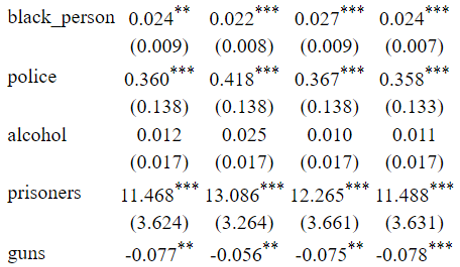 black_person 0.024** 0.022*** 0.027*** 0.024***
(0.009) (0.008) (0.009) (0.007)
police 0.360*** 0.418*** 0.367*** 0.358***
(0.138) (0.138) (0.138) (0.133)
alcohol 0.012 0.025 0.010 0.011
(0.017) (0.017) (0.017) (0.017)
prisoners 11.468*** 13.086*** 12.265*** 11.488***
(3.624) (3.264) (3.661) (3.631)
guns -0.077** -0.056** -0.075** -0.078***